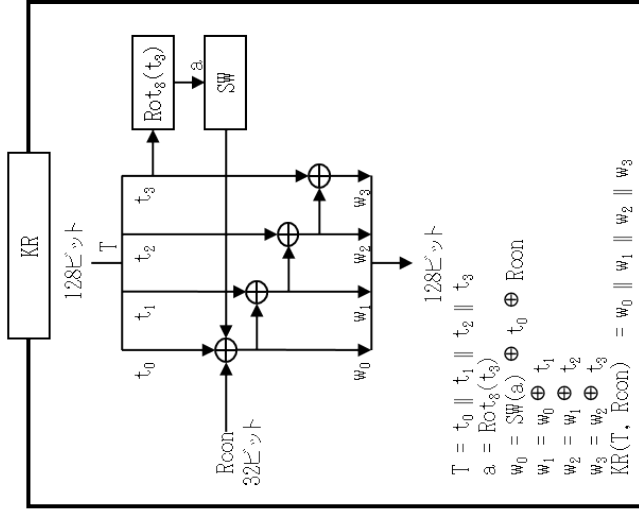 KR
128ビット
T
t₀ t₁ t₂ t₃
Rot₈(t₃)
a
SW
Rcon
32ビット
w₀ w₁ w₂ w₃
128ビット
T = t₀ ‖ t₁ ‖ t₂ ‖ t₃
a = Rot₈(t₃)
w₀ = SW(a) ⊕ t₀ ⊕ Rcon
w₁ = w₀ ⊕ t₁
w₂ = w₁ ⊕ t₂
w₃ = w₂ ⊕ t₃
KR(T, Rcon) = w₀ ‖ w₁ ‖ w₂ ‖ w₃